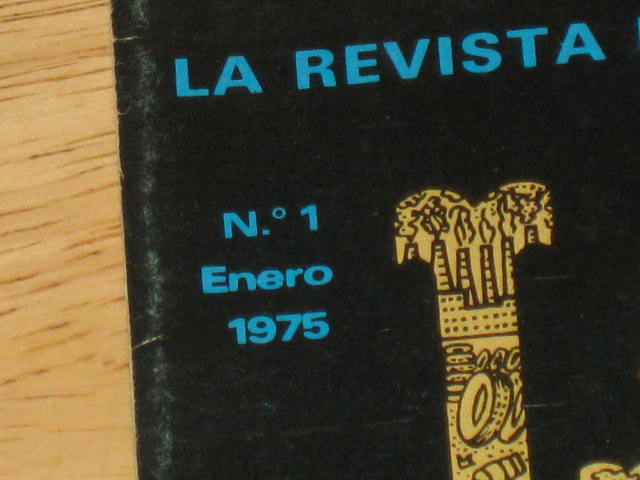 LA REVISTA
N.º 1
Enero
1975